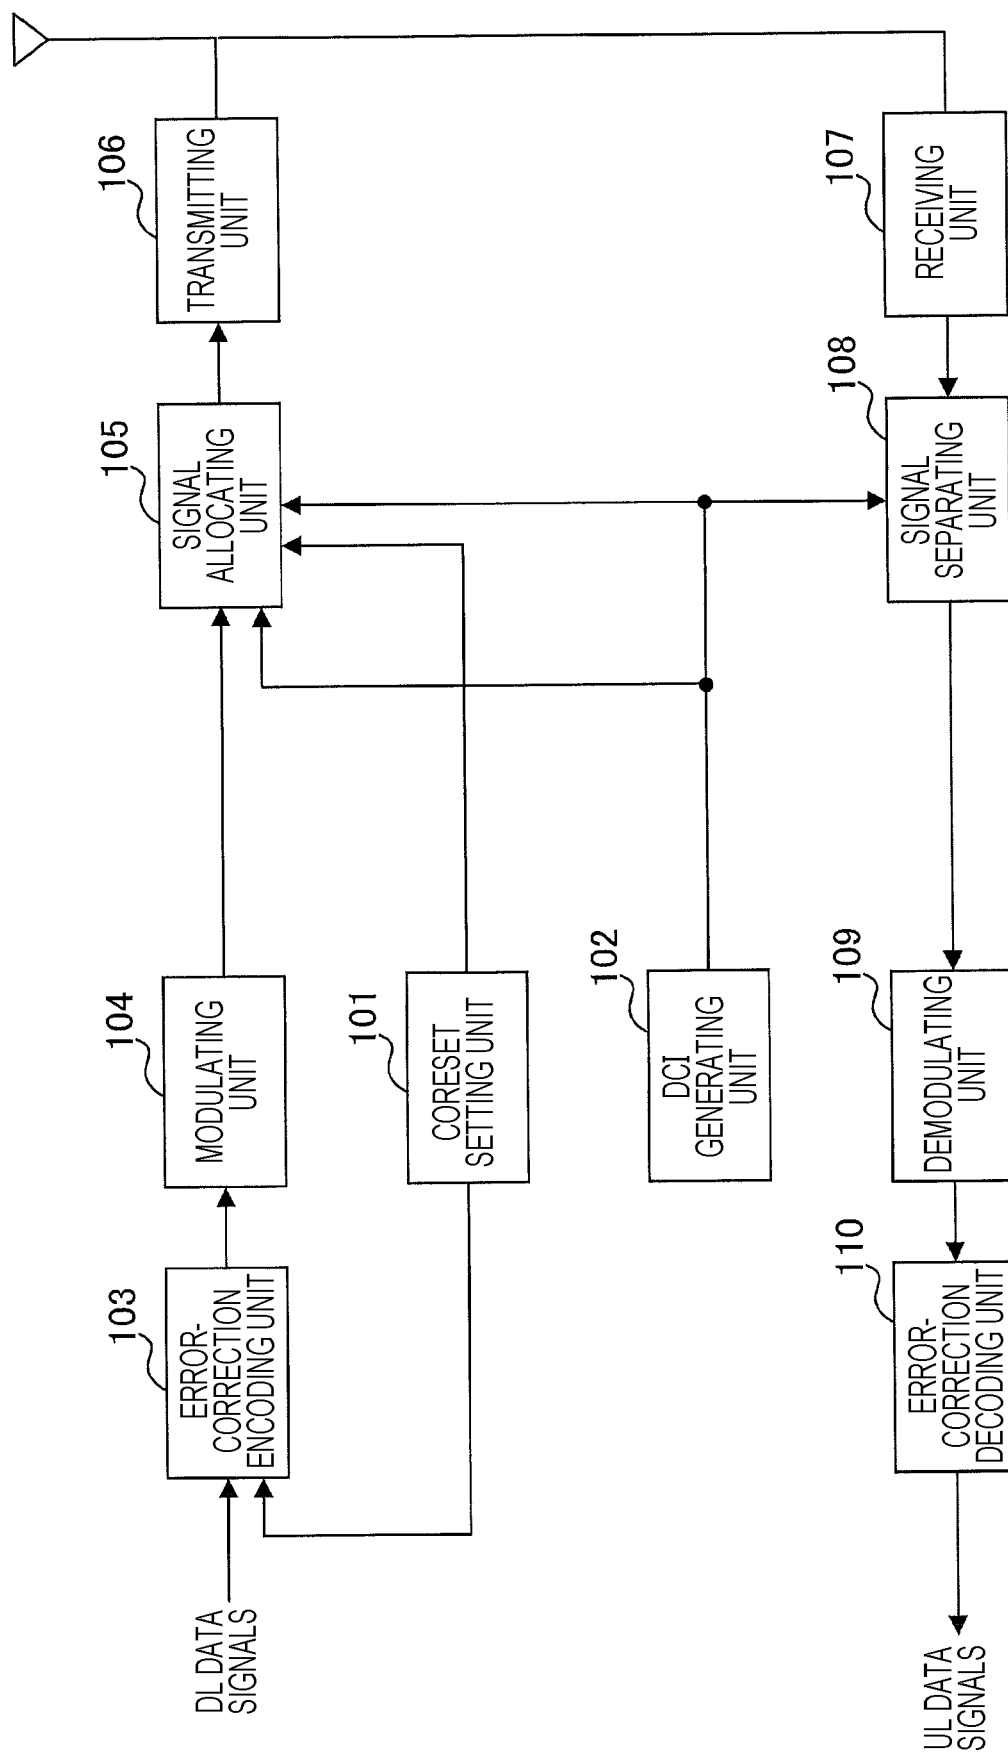 DL DATA
SIGNALS
103
ERROR-
CORRECTION
ENCODING UNIT
104
MODULATING
UNIT
105
SIGNAL
ALLOCATING
UNIT
106
TRANSMITTING
UNIT
101
CORESET
SETTING UNIT
102
DCI
GENERATING
UNIT
UL DATA
SIGNALS
110
ERROR-
CORRECTION
DECODING UNIT
109
DEMODULATING
UNIT
108
SIGNAL
SEPARATING
UNIT
107
RECEIVING
UNIT